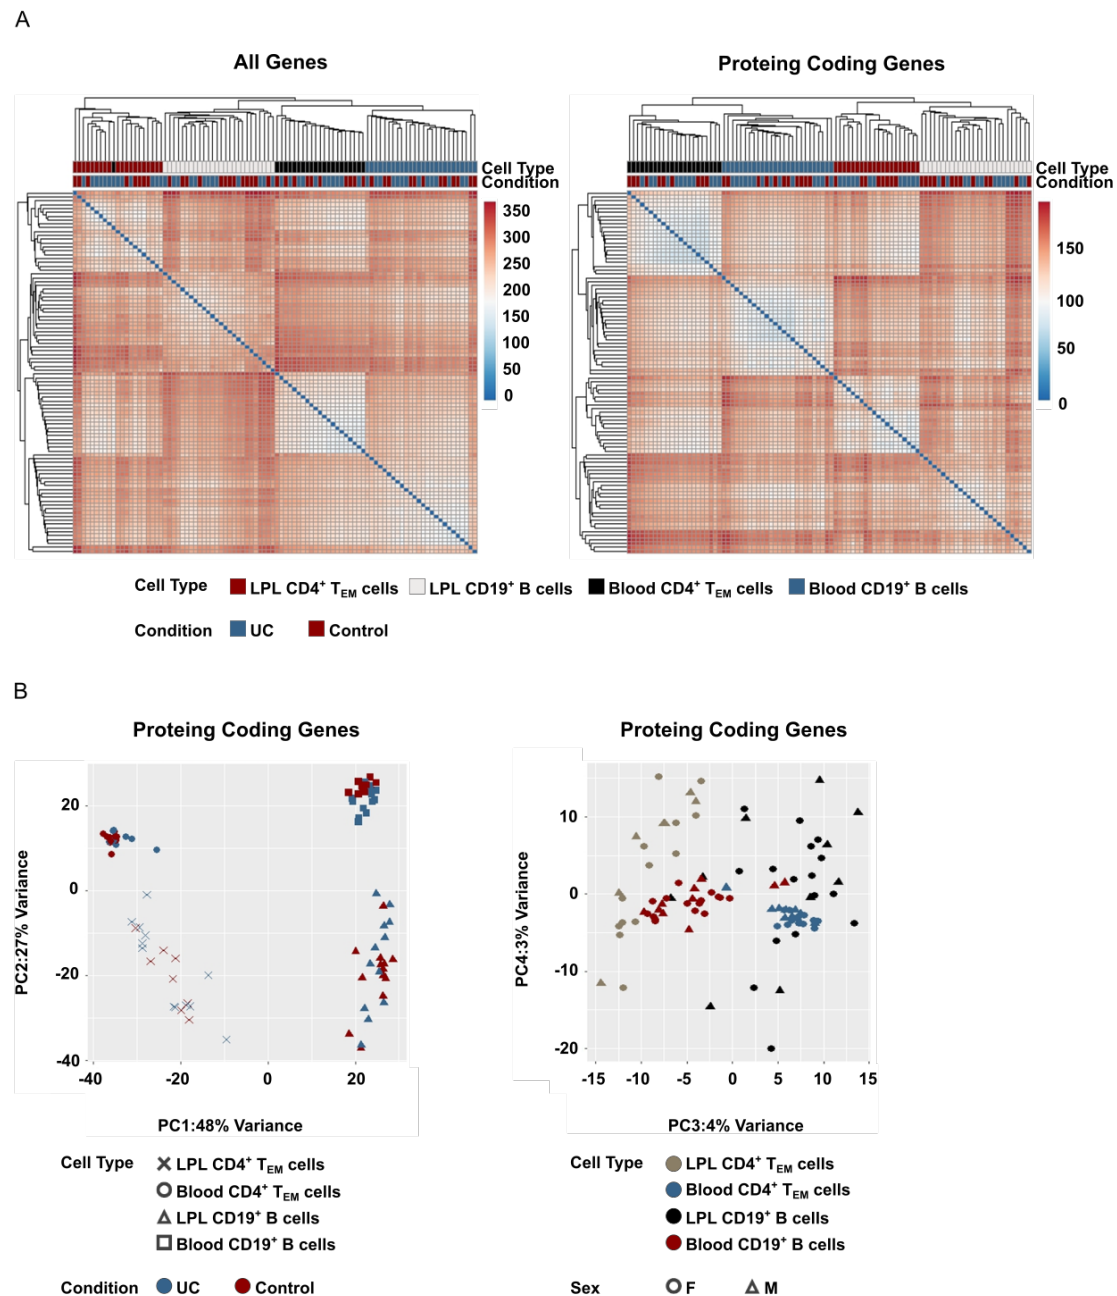 A
All Genes
Proteing Coding Genes
Cell Type
Condition
350
300
250
200
150
100
50
0
Cell Type
Condition
150
100
50
0
Cell Type LPL CD4+ TEM cells LPL CD19+ B cells Blood CD4+ TEM cells Blood CD19+ B cells
Condition UC Control
B
Proteing Coding Genes
PC2:27% Variance
20
0
-20
-40
-40 -20 0 20
PC1:48% Variance
Cell Type LPL CD4+ TEM cells
Blood CD4+ TEM cells
LPL CD19+ B cells
Blood CD19+ B cells
Condition UC Control
Proteing Coding Genes
PC4:3% Variance
10
0
-10
-20
-15 -10 -5 0 5 10 15
PC3:4% Variance
Cell Type LPL CD4+ TEM cells
Blood CD4+ TEM cells
LPL CD19+ B cells
Blood CD19+ B cells
Sex F M